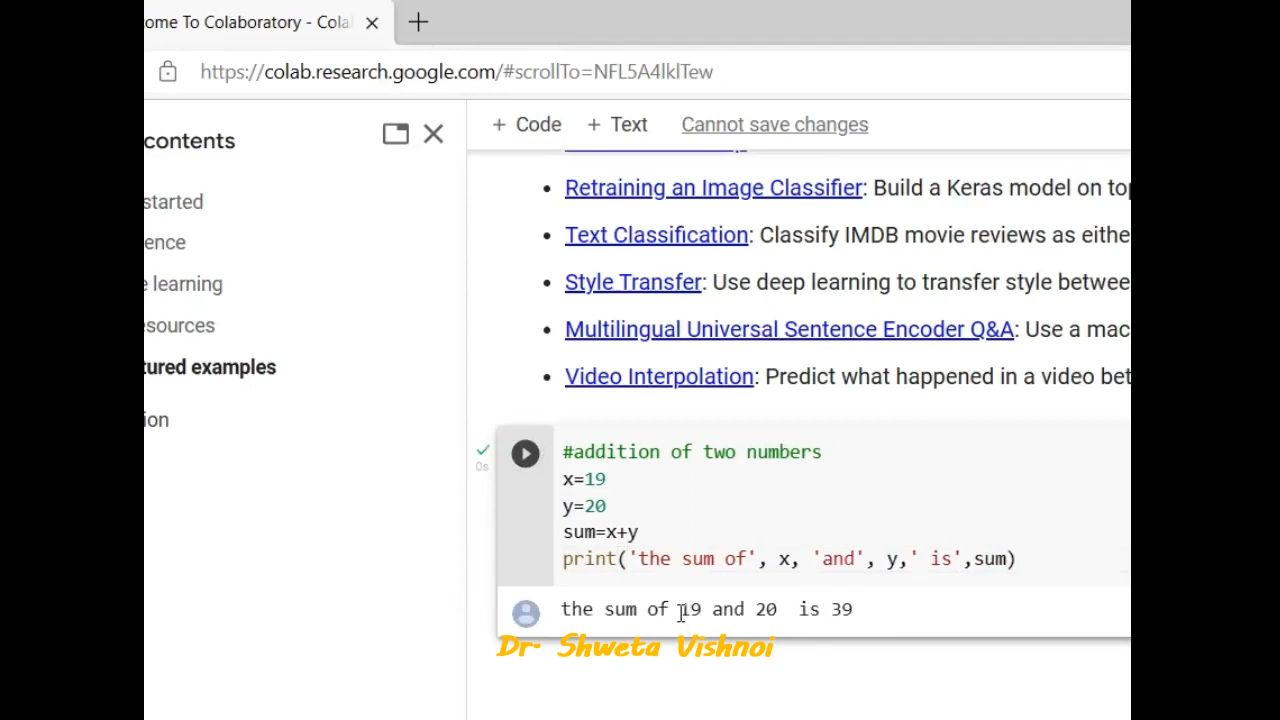 ome To Colaboratory - Cola
https://colab.research.google.com/#scrollTo=NFL5A4lklTew
contents
+ Code + Text Cannot save changes
started
ence
e learning
esources
tured examples
ion
• Retraining an Image Classifier: Build a Keras model on top
• Text Classification: Classify IMDB movie reviews as eithe
• Style Transfer: Use deep learning to transfer style betwee
• Multilingual Universal Sentence Encoder Q&A: Use a mac
• Video Interpolation: Predict what happened in a video bet
#addition of two numbers
x=19
0s
y=20
sum=x+y
print('the sum of', x, 'and', y,' is',sum)
the sum of 19 and 20  is 39
Dr. Shweta Vishnoi